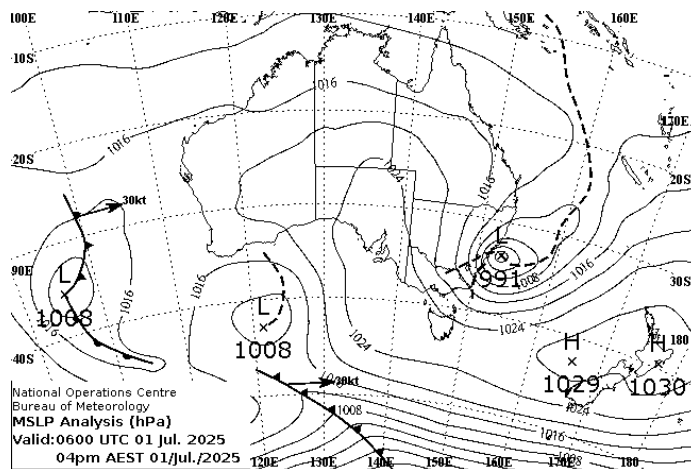 100E 110E 120E 130E 140E 150E 160E
10S
1016
1016
170E
20S
1024
1016
20S
30kt
90E
L
L
991
1008
1016
30S
1016
1016
L
1008
L
1008
1024
1024
H
1029
H
1030
180
40S
30kt
1008
1024
1016
1008
National Operations Centre
Bureau of Meteorology
MSLP Analysis (hPa)
Valid:0600 UTC 01 Jul. 2025
04pm AEST 01/Jul./2025
120E 130E 140E 150E 160E 170E 180